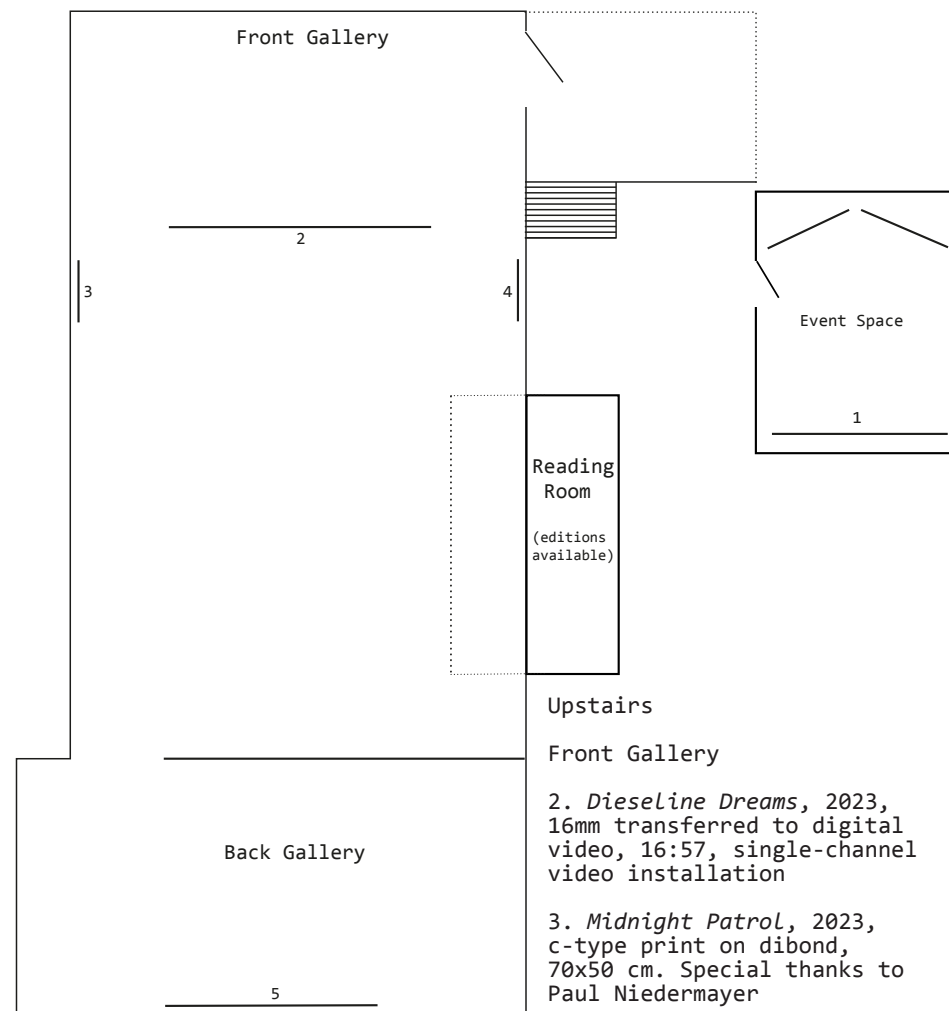 Front Gallery
2
3
4
Event Space
1
Reading
Room
(editions
available)
Upstairs
Front Gallery
2. Dieseline Dreams, 2023,
16mm transferred to digital
video, 16:57, single-channel
video installation
3. Midnight Patrol, 2023,
c-type print on dibond,
70x50 cm. Special thanks to
Paul Niedermayer
Back Gallery
5